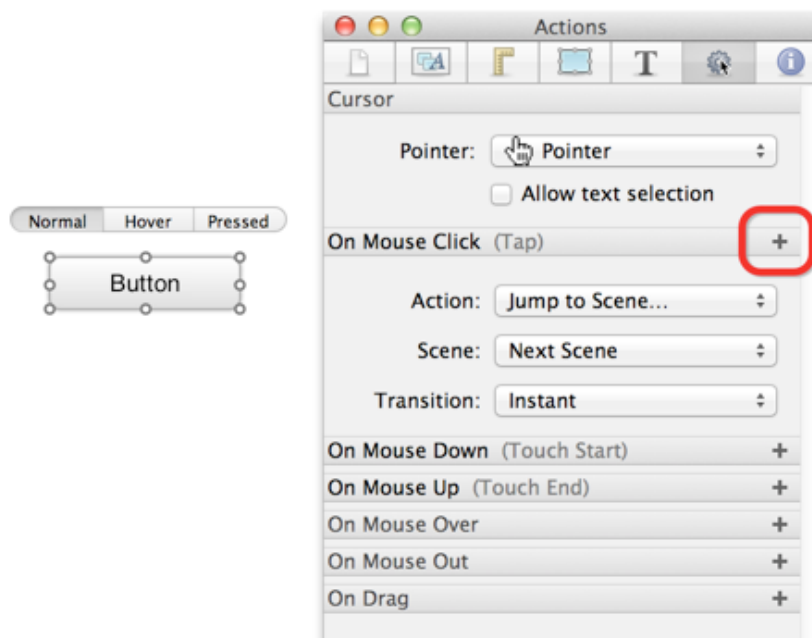 Actions
T
Cursor
Pointer: Pointer
Allow text selection
Normal Hover Pressed
On Mouse Click (Tap) +
Button
Action: Jump to Scene...
Scene: Next Scene
Transition: Instant
On Mouse Down (Touch Start) +
On Mouse Up (Touch End) +
On Mouse Over +
On Mouse Out +
On Drag +